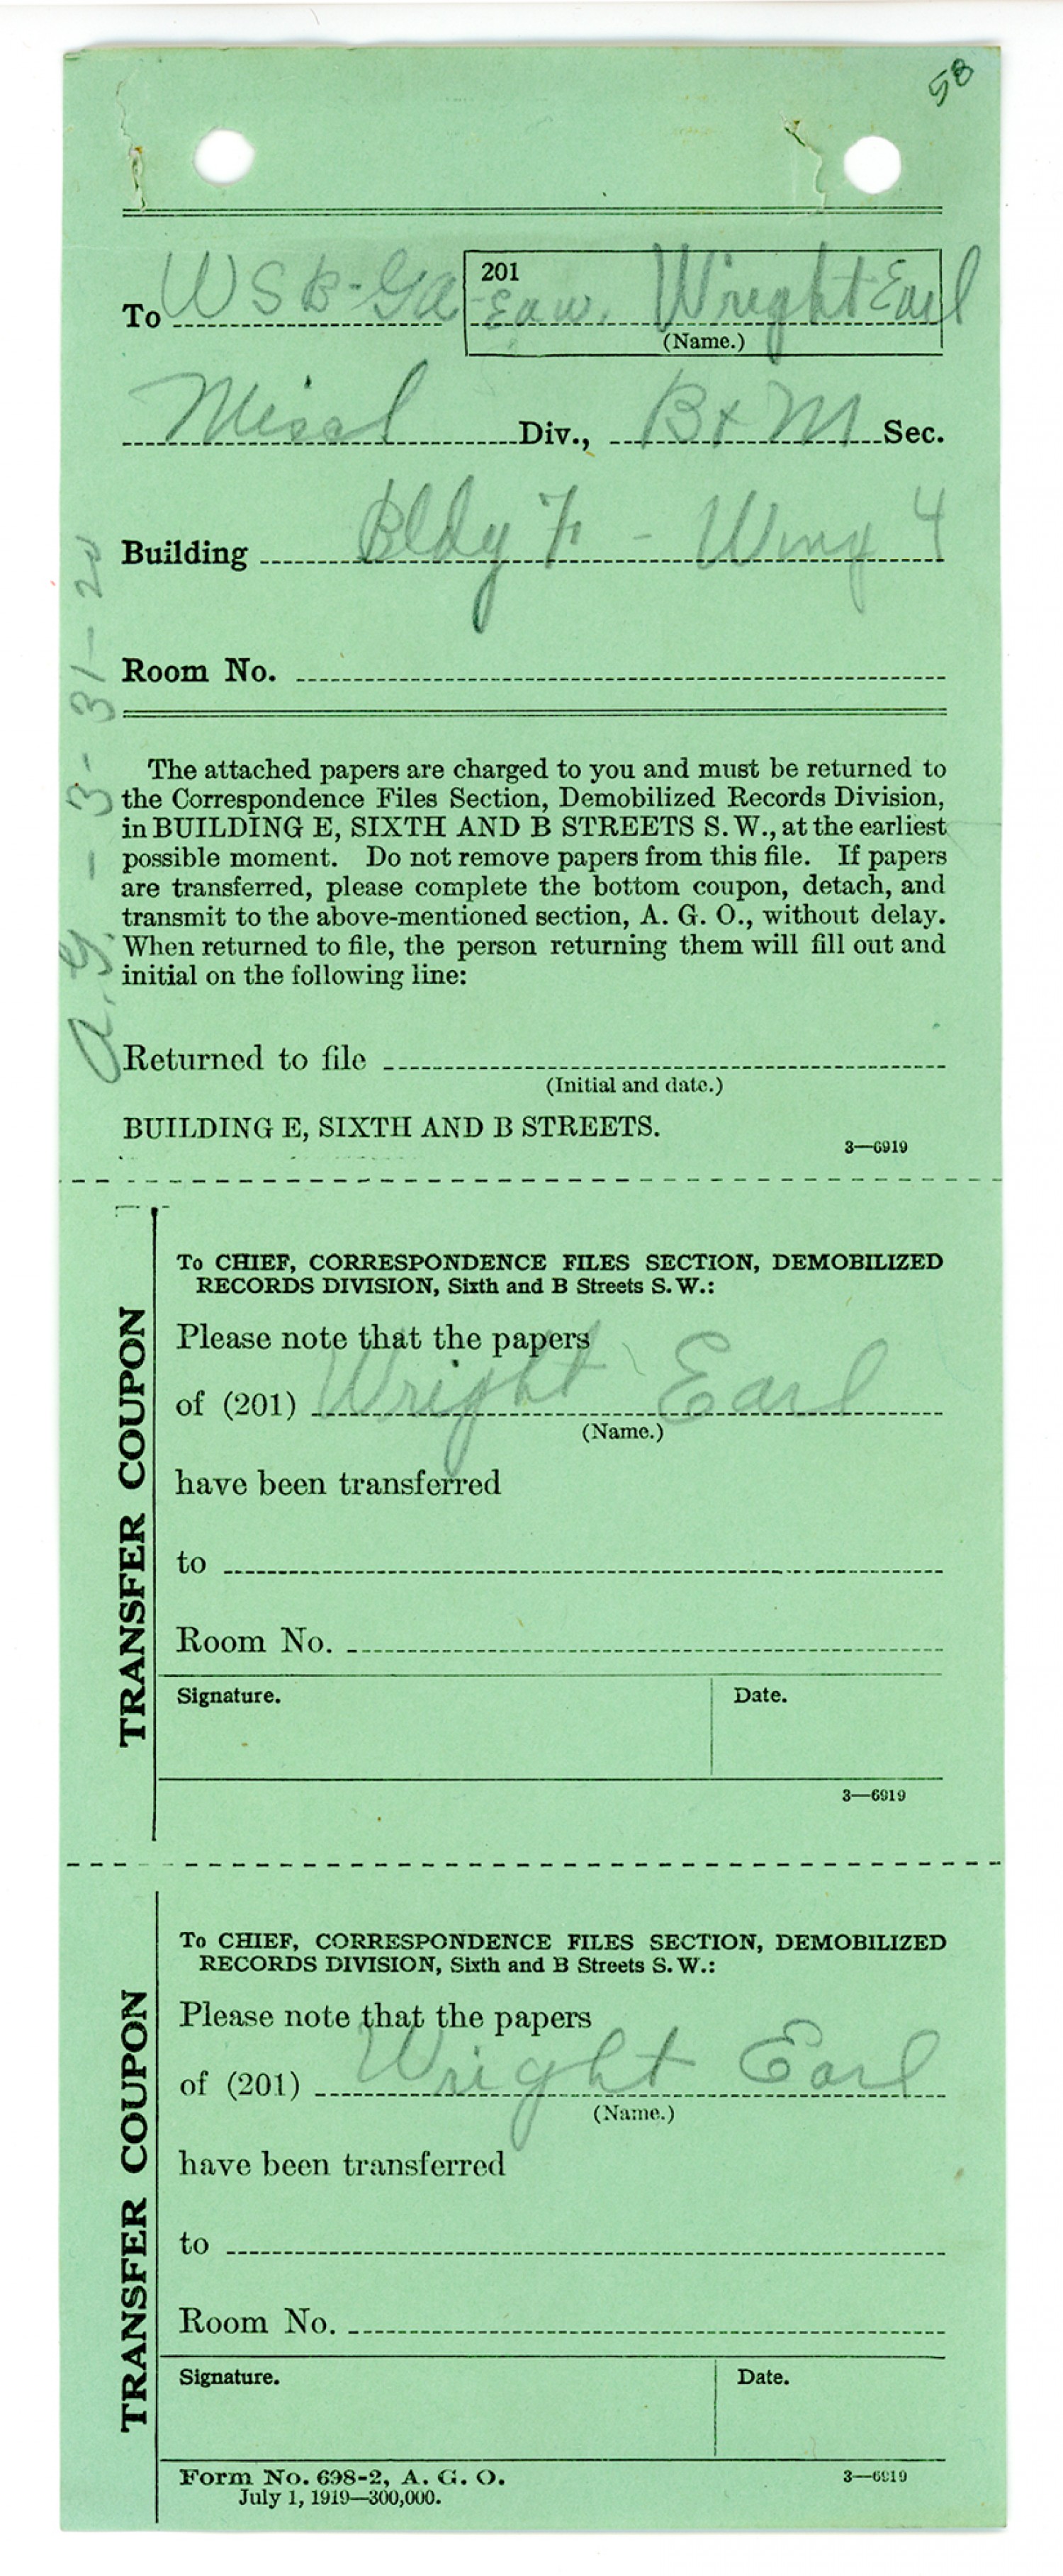 58
201
To WSB-Ga-Eaw. Wright Earl
(Name.)
Miscl Div., B+M Sec.
Building Bldg F - Wing 4
Room No.
The attached papers are charged to you and must be returned to
the Correspondence Files Section, Demobilized Records Division,
in BUILDING E, SIXTH AND B STREETS S. W., at the earliest
possible moment. Do not remove papers from this file. If papers
are transferred, please complete the bottom coupon, detach, and
transmit to the above-mentioned section, A. G. O., without delay.
When returned to file, the person returning them will fill out and
initial on the following line:
a.g. - 3-31-20
Returned to file
(Initial and date.)
BUILDING E, SIXTH AND B STREETS.
3—6919
TRANSFER COUPON
To CHIEF, CORRESPONDENCE FILES SECTION, DEMOBILIZED
RECORDS DIVISION, Sixth and B Streets S. W.:
Please note that the papers
of (201) Wright Earl
(Name.)
have been transferred
to
Room No.
Signature. Date.
3—6919
TRANSFER COUPON
To CHIEF, CORRESPONDENCE FILES SECTION, DEMOBILIZED
RECORDS DIVISION, Sixth and B Streets S. W.:
Please note that the papers
of (201) Wright Earl
(Name.)
have been transferred
to
Room No.
Signature. Date.
Form No. 698-2, A. G. O.
July 1, 1919—300,000.
3—6919